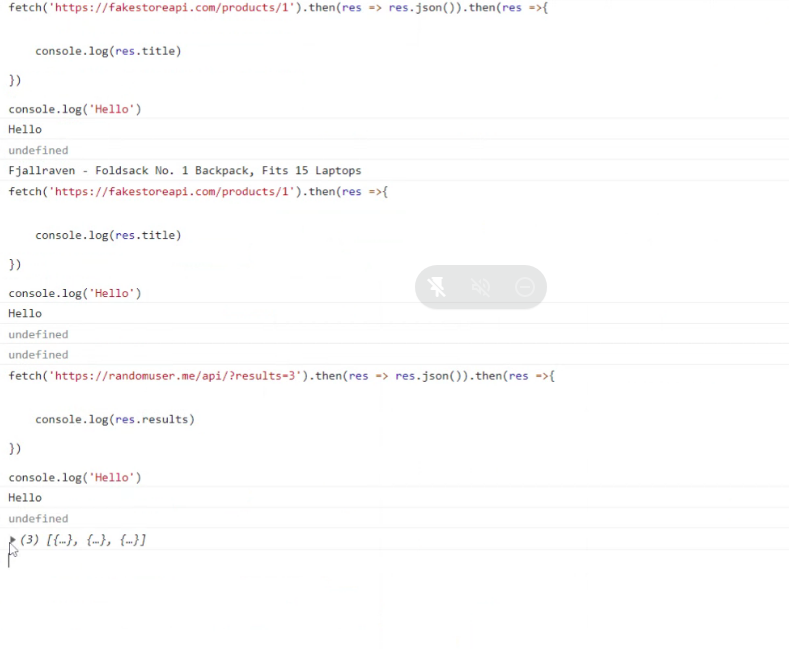 fetch('https://fakestoreapi.com/products/1').then(res => res.json()).then(res =>{
console.log(res.title)
})
console.log('Hello')
Hello
undefined
Fjallraven - Foldsack No. 1 Backpack, Fits 15 Laptops
fetch('https://fakestoreapi.com/products/1').then(res =>{
console.log(res.title)
})
console.log('Hello')
Hello
undefined
undefined
fetch('https://randomuser.me/api/?results=3').then(res => res.json()).then(res =>{
console.log(res.results)
})
console.log('Hello')
Hello
undefined
(3) [{…}, {…}, {…}]